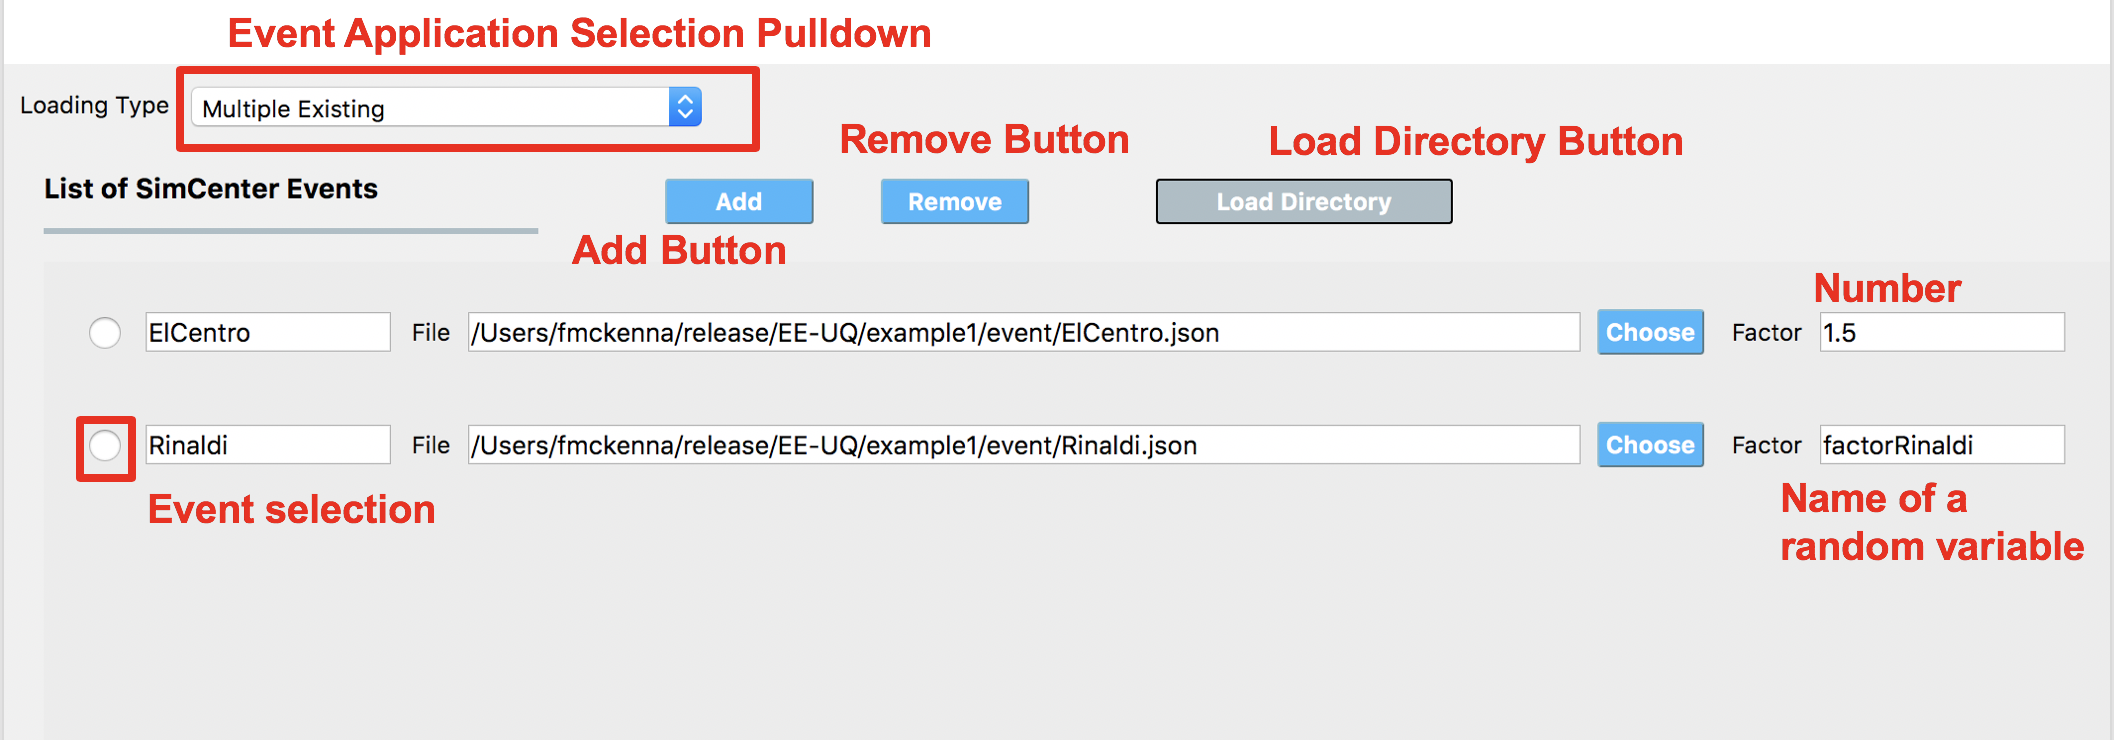 Event Application Selection Pulldown
Loading Type Multiple Existing
Remove Button Load Directory Button
List of SimCenter Events Add Remove Load Directory
Add Button
Number
ElCentro File /Users/fmckenna/release/EE-UQ/example1/event/ElCentro.json Choose Factor 1.5
Rinaldi File /Users/fmckenna/release/EE-UQ/example1/event/Rinaldi.json Choose Factor factorRinaldi
Event selection Name of a
random variable